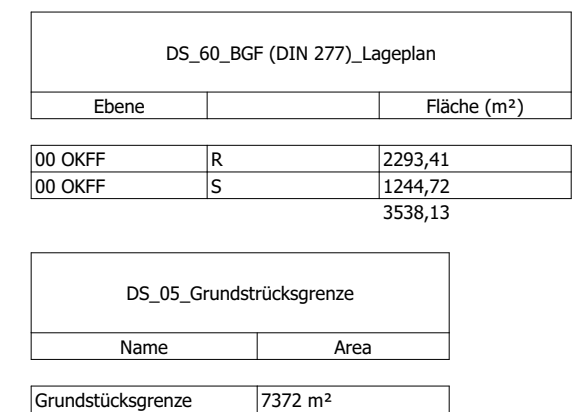 DS_60_BGF (DIN 277)_Lageplan
Ebene Fläche (m²)
00 OKFF R 2293,41
00 OKFF S 1244,72
3538,13
DS_05_Grundstrücksgrenze
Name Area
Grundstücksgrenze 7372 m²